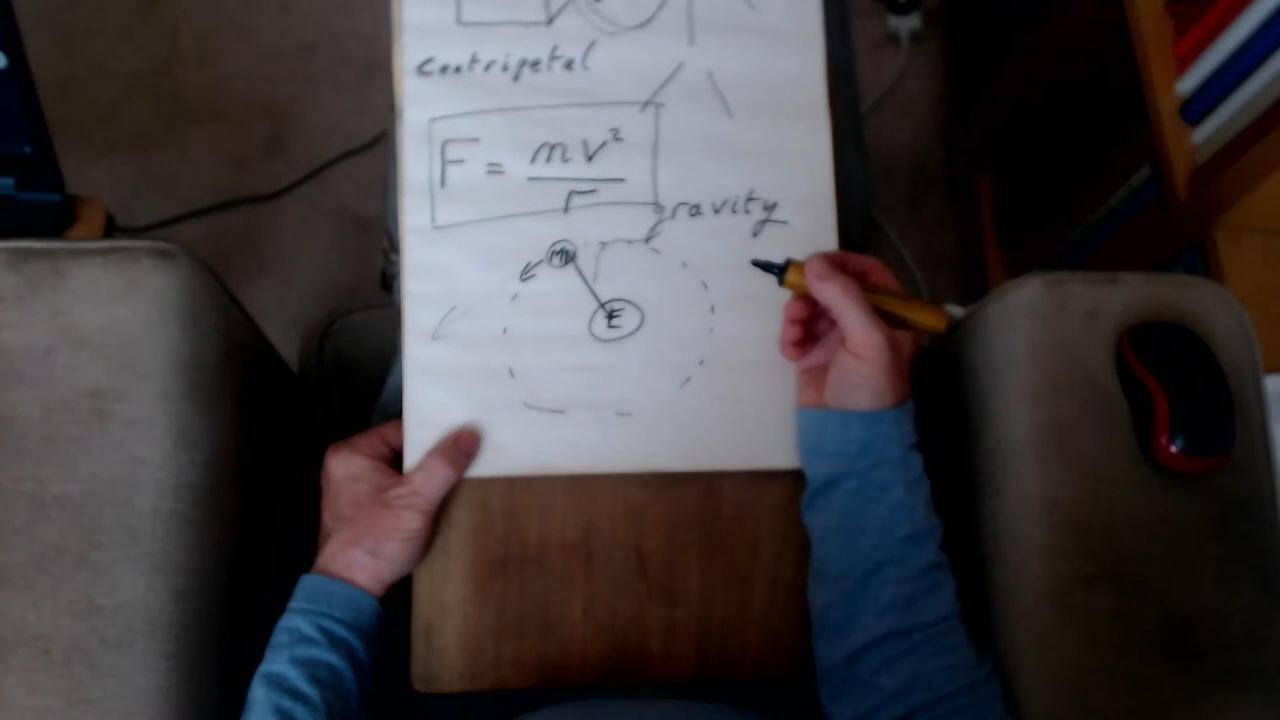 centripetal
F = mv²/r
gravity
M
E